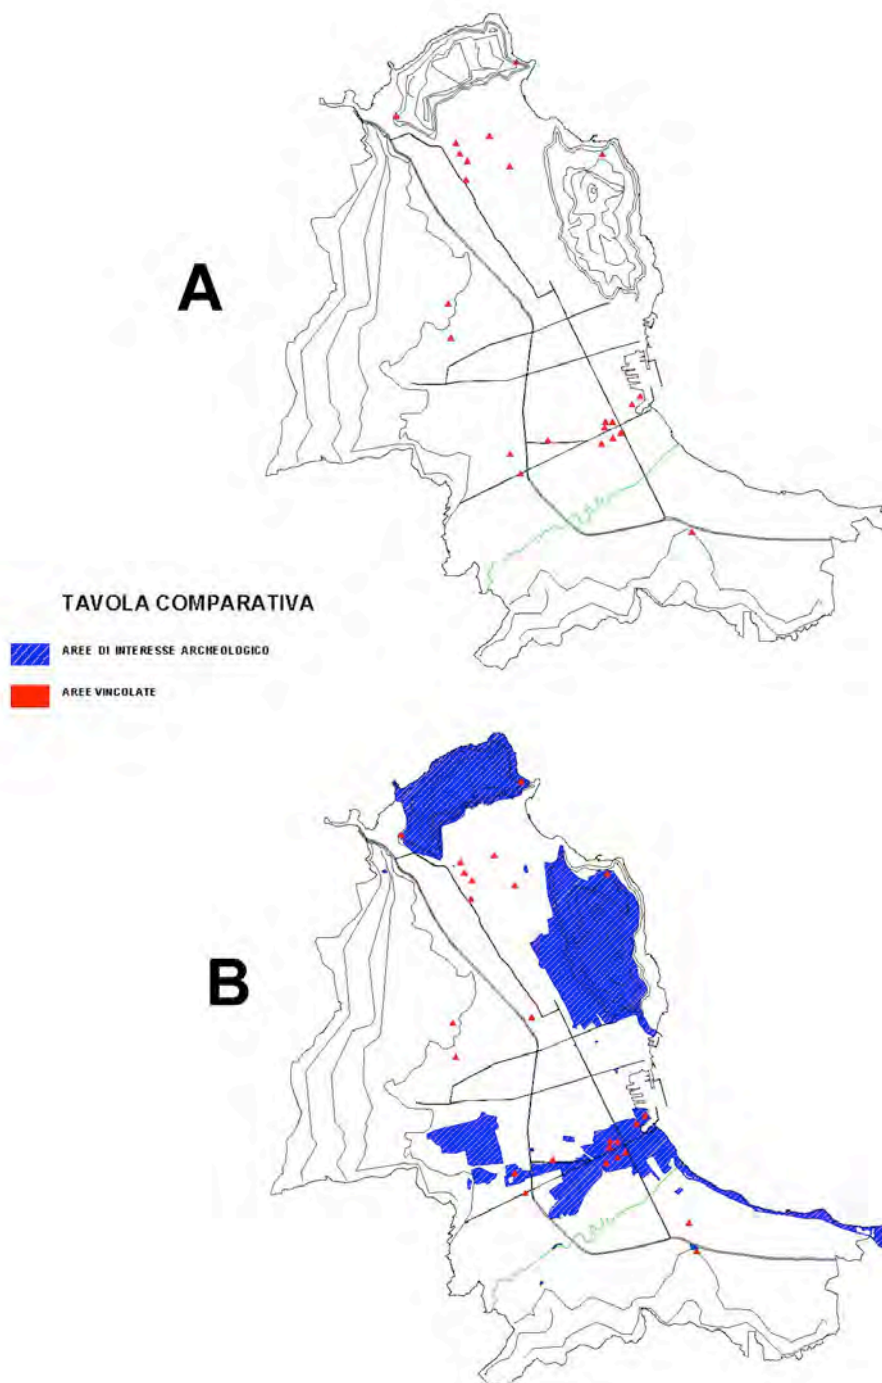 A
TAVOLA COMPARATIVA
AREE DI INTERESSE ARCHEOLOGICO
AREE VINCOLATE
B